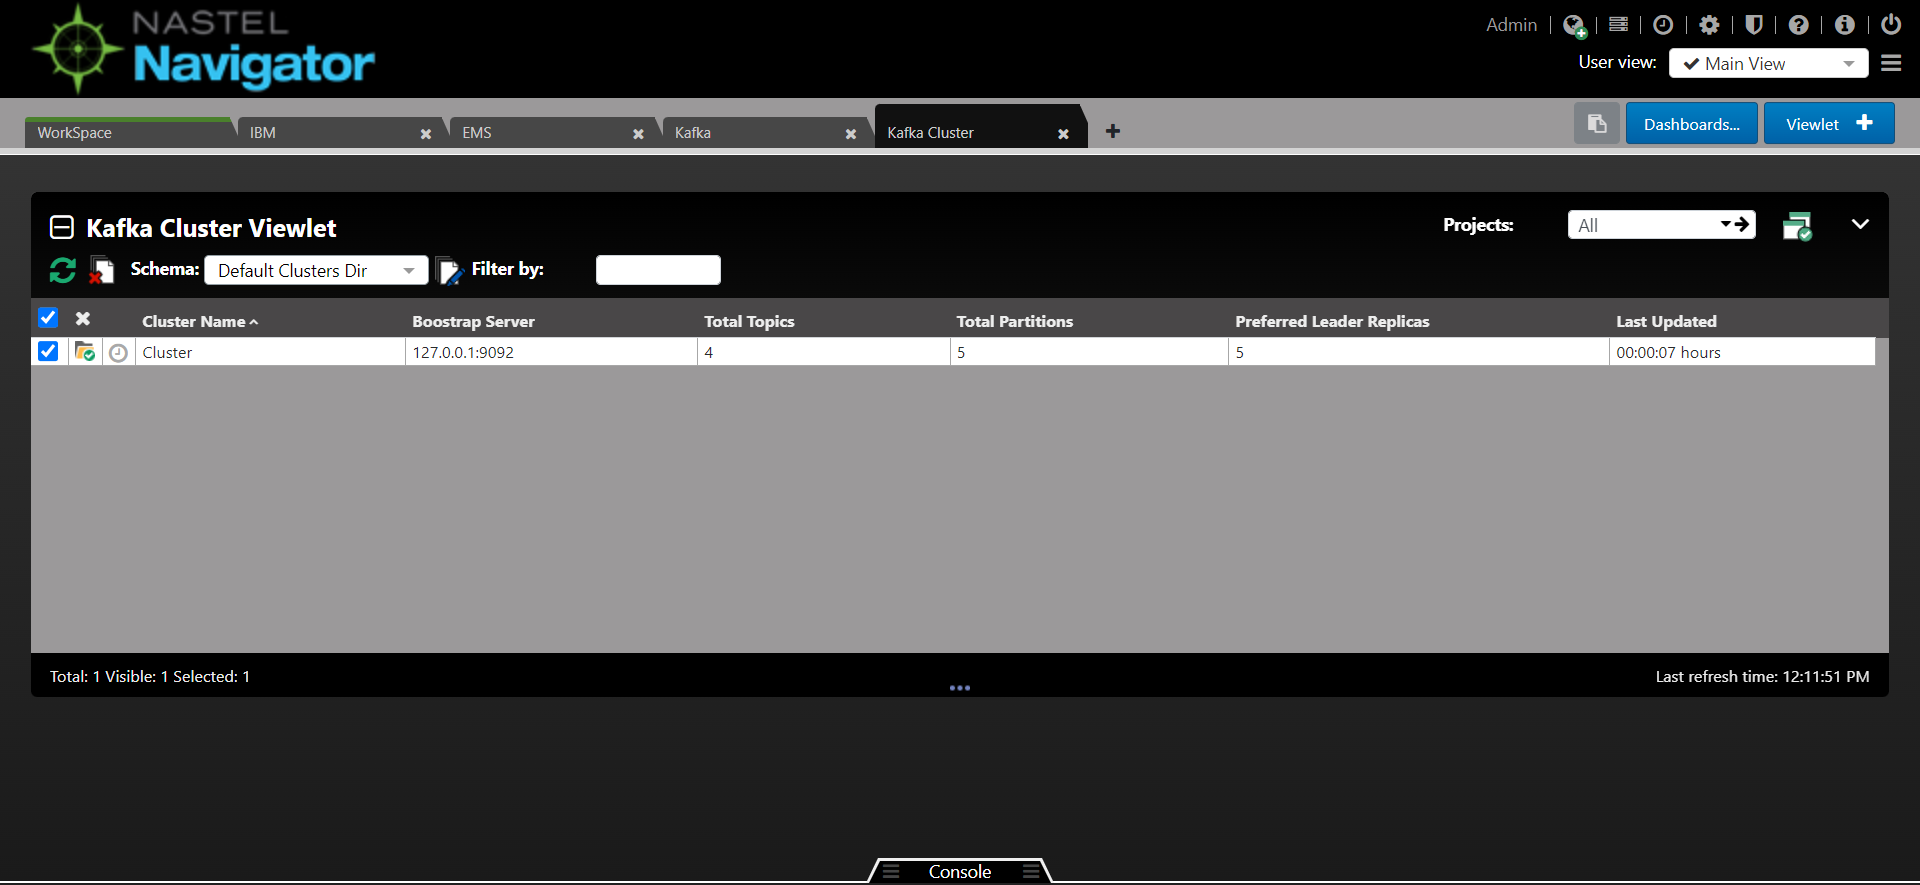 NASTEL
Navigator
Admin
User view: Main View
WorkSpace IBM EMS Kafka Kafka Cluster Dashboards... Viewlet
Kafka Cluster Viewlet Projects: All
Schema: Default Clusters Dir Filter by:
Cluster Name Boostrap Server Total Topics Total Partitions Preferred Leader Replicas Last Updated
Cluster 127.0.0.1:9092 4 5 5 00:00:07 hours
Total: 1 Visible: 1 Selected: 1 Last refresh time: 12:11:51 PM
Console